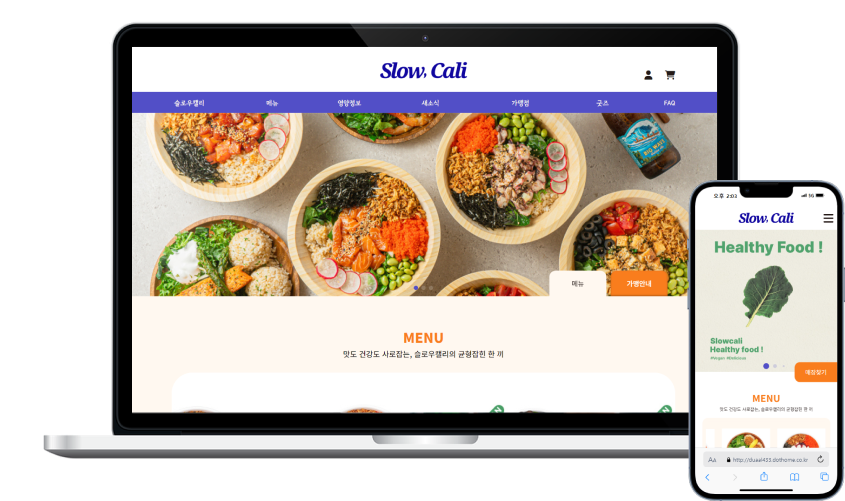 Slow. Cali
슬로우캘리 메뉴 영양정보 새소식 가맹점 굿즈 FAQ
BIG WAVE
메뉴 가맹안내
MENU
맛도 건강도 사로잡는, 슬로우캘리의 균형잡힌 한 끼
오후 2:03 5G
Slow. Cali
Healthy Food !
Slowcali
Healthy food !
#Vegan #Delicious
매장찾기
MENU
맛도 건강도 사로잡는, 슬로우캘리의 균형잡힌 한 끼
AA http://duaal433.dothome.co.kr